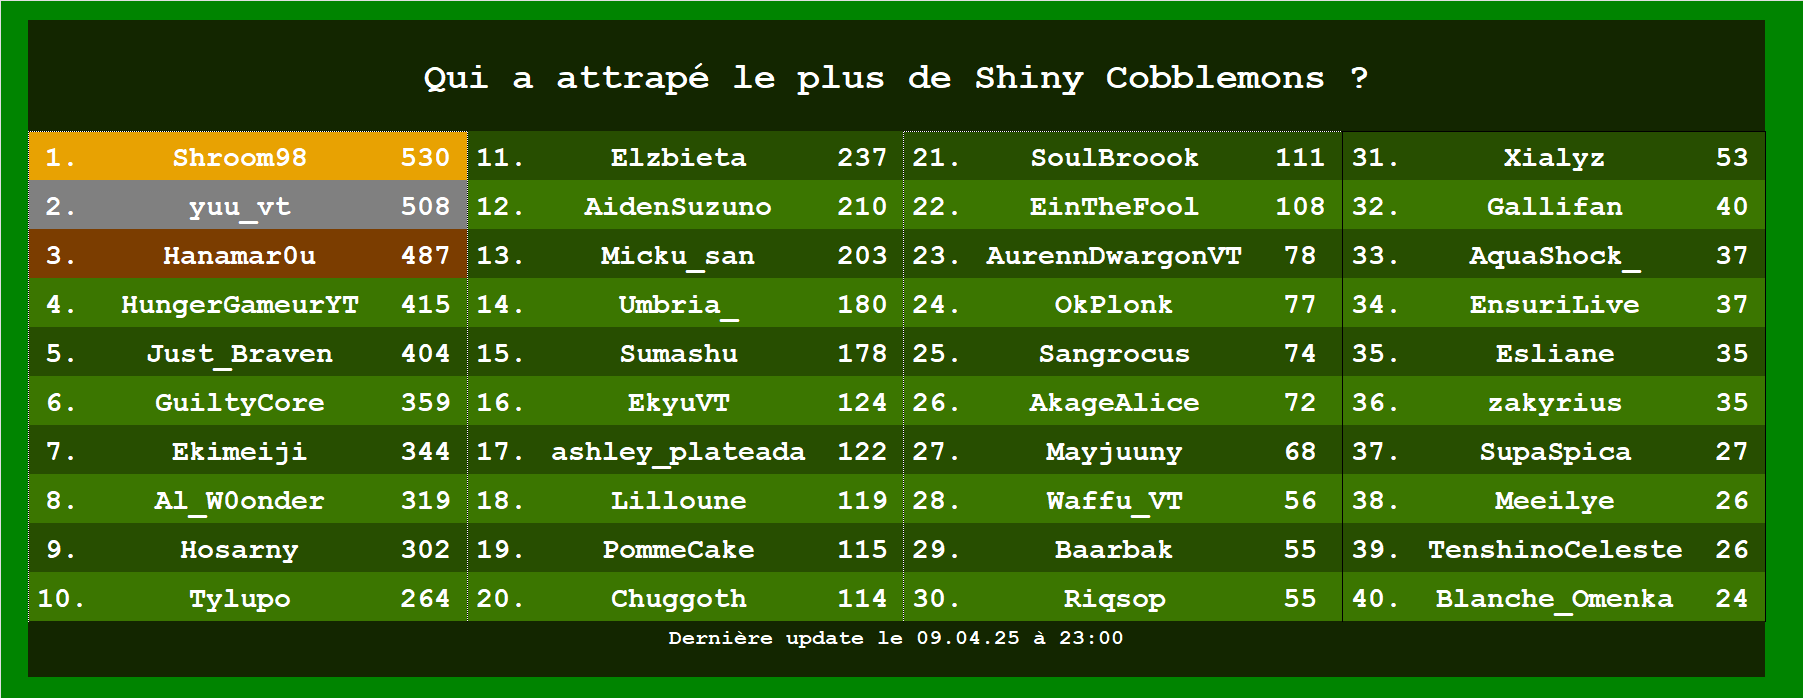 Qui a attrapé le plus de Shiny Cobblemons ?
1. Shroom98 530
2. yuu_vt 508
3. Hanamar0u 487
4. HungerGameurYT 415
5. Just_Braven 404
6. GuiltyCore 359
7. Ekimeiji 344
8. Al_W0onder 319
9. Hosarny 302
10. Tylupo 264
11. Elzbieta 237
12. AidenSuzuno 210
13. Micku_san 203
14. Umbria_ 180
15. Sumashu 178
16. EkyuVT 124
17. ashley_plateada 122
18. Lilloune 119
19. PommeCake 115
20. Chuggoth 114
21. SoulBroook 111
22. EinTheFool 108
23. AurennDwargonVT 78
24. OkPlonk 77
25. Sangrocus 74
26. AkageAlice 72
27. Mayjuuny 68
28. Waffu_VT 56
29. Baarbak 55
30. Riqsop 55
31. Xialyz 53
32. Gallifan 40
33. AquaShock_ 37
34. EnsuriLive 37
35. Esliane 35
36. zakyrius 35
37. SupaSpica 27
38. Meeilye 26
39. TenshinoCeleste 26
40. Blanche_Omenka 24
Dernière update le 09.04.25 à 23:00